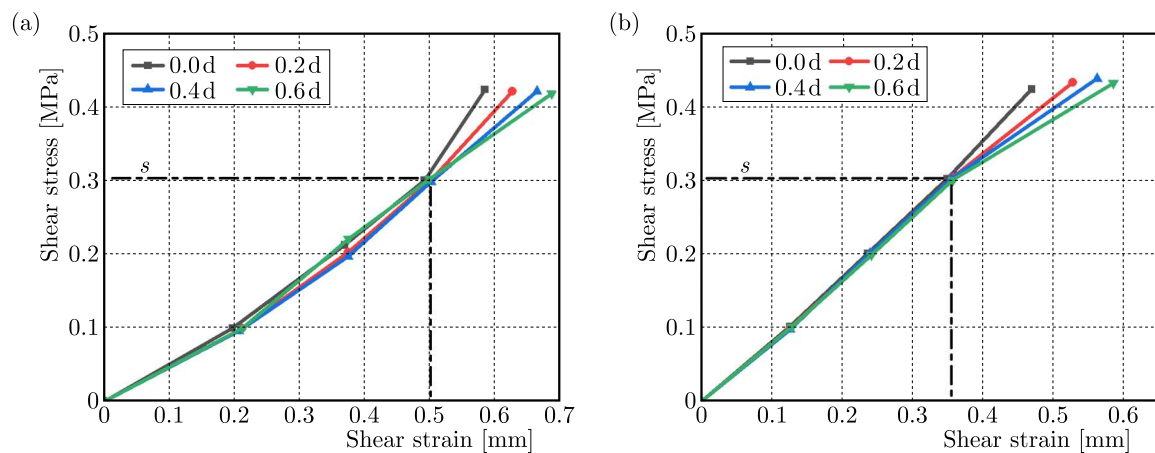 (a)
0.5
0.4
0.3
0.2
0.1
0
Shear stress [MPa]
0.0 d 0.2 d
0.4 d 0.6 d
s
0 0.1 0.2 0.3 0.4 0.5 0.6 0.7
Shear strain [mm]
(b)
0.5
0.4
0.3
0.2
0.1
0
Shear stress [MPa]
0.0 d 0.2 d
0.4 d 0.6 d
s
0 0.1 0.2 0.3 0.4 0.5 0.6
Shear strain [mm]